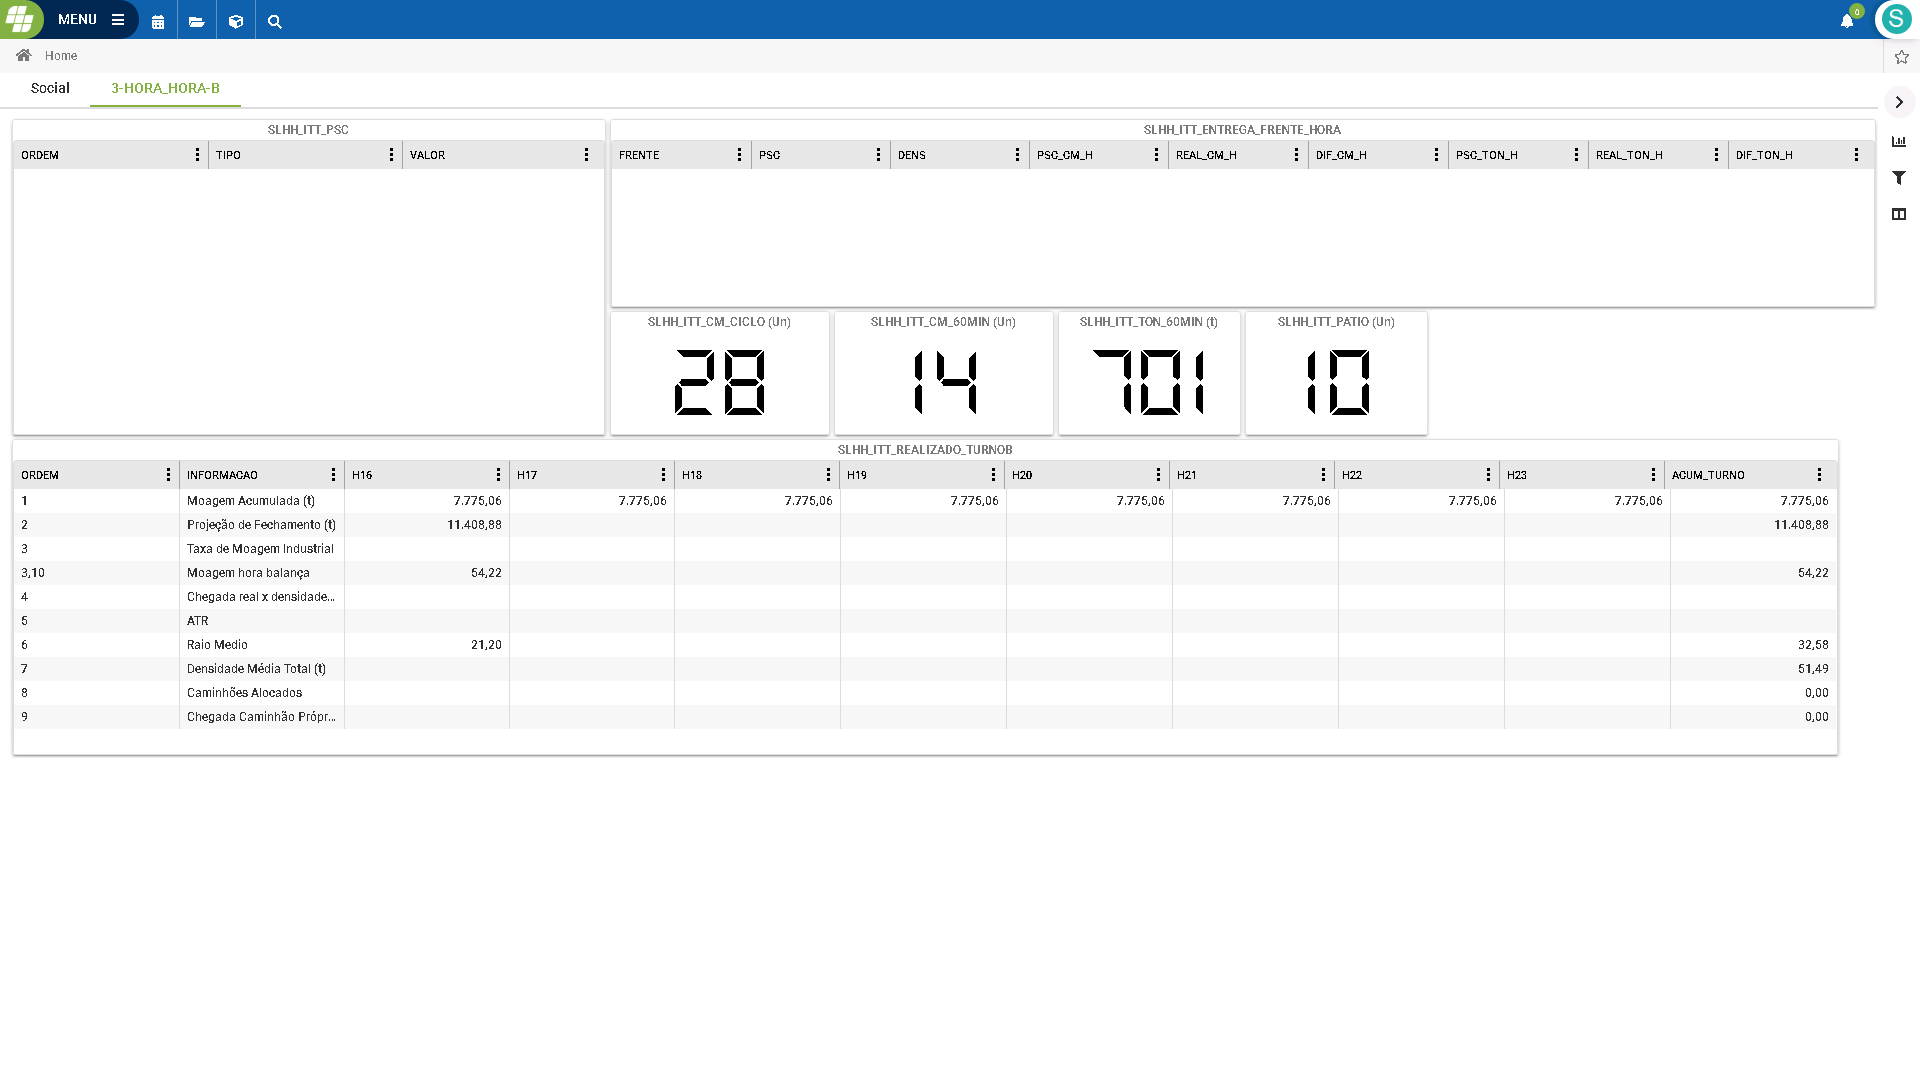 MENU
0
S
Home
Social 3-HORA_HORA-B
SLHH_ITT_PSC
ORDEM TIPO VALOR
SLHH_ITT_ENTREGA_FRENTE_HORA
FRENTE PSC DENS PSC_CM_H REAL_CM_H DIF_CM_H PSC_TON_H REAL_TON_H DIF_TON_H
SLHH_ITT_CM_CICLO (Un)
28
SLHH_ITT_CM_60MIN (Un)
14
SLHH_ITT_TON_60MIN (t)
701
SLHH_ITT_PATIO (Un)
10
SLHH_ITT_REALIZADO_TURNOB
ORDEM INFORMACAO H16 H17 H18 H19 H20 H21 H22 H23 ACUM_TURNO
1 Moagem Acumulada (t) 7.775,06 7.775,06 7.775,06 7.775,06 7.775,06 7.775,06 7.775,06 7.775,06 7.775,06
2 Projeção de Fechamento (t) 11.408,88 11.408,88
3 Taxa de Moagem Industrial
3,10 Moagem hora balança 54,22 54,22
4 Chegada real x densidade...
5 ATR
6 Raio Medio 21,20 32,58
7 Densidade Média Total (t) 51,49
8 Caminhões Alocados 0,00
9 Chegada Caminhão Própr... 0,00